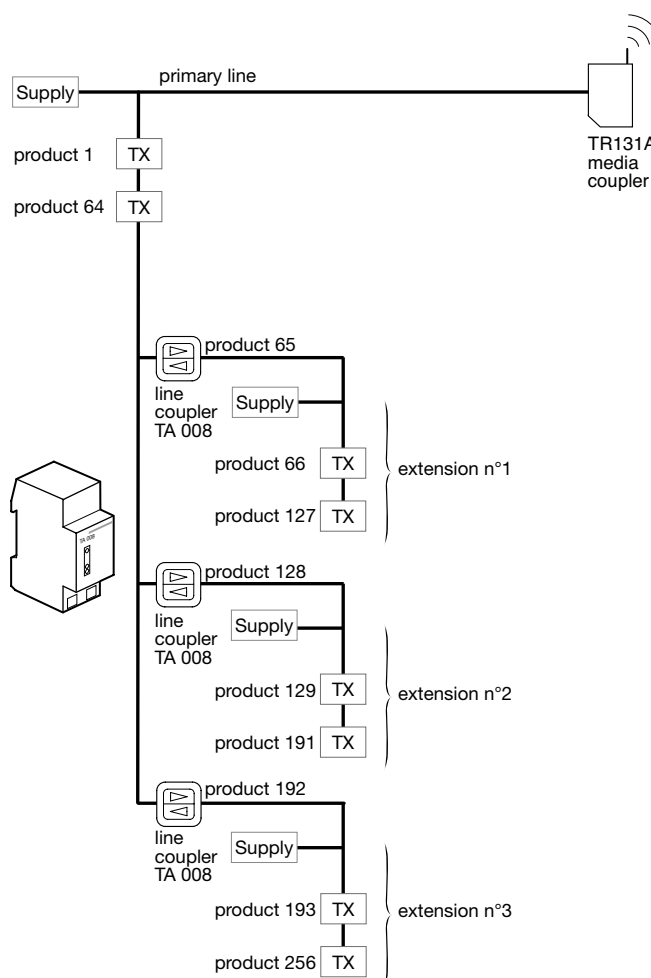 primary line
Supply
TR131A
media
coupler
product 1
TX
product 64
TX
product 65
line
coupler
TA 008
Supply
product 66
TX
product 127
TX
extension n°1
TA 008
product 128
line
coupler
TA 008
Supply
product 129
TX
product 191
TX
extension n°2
product 192
line
coupler
TA 008
Supply
product 193
TX
product 256
TX
extension n°3